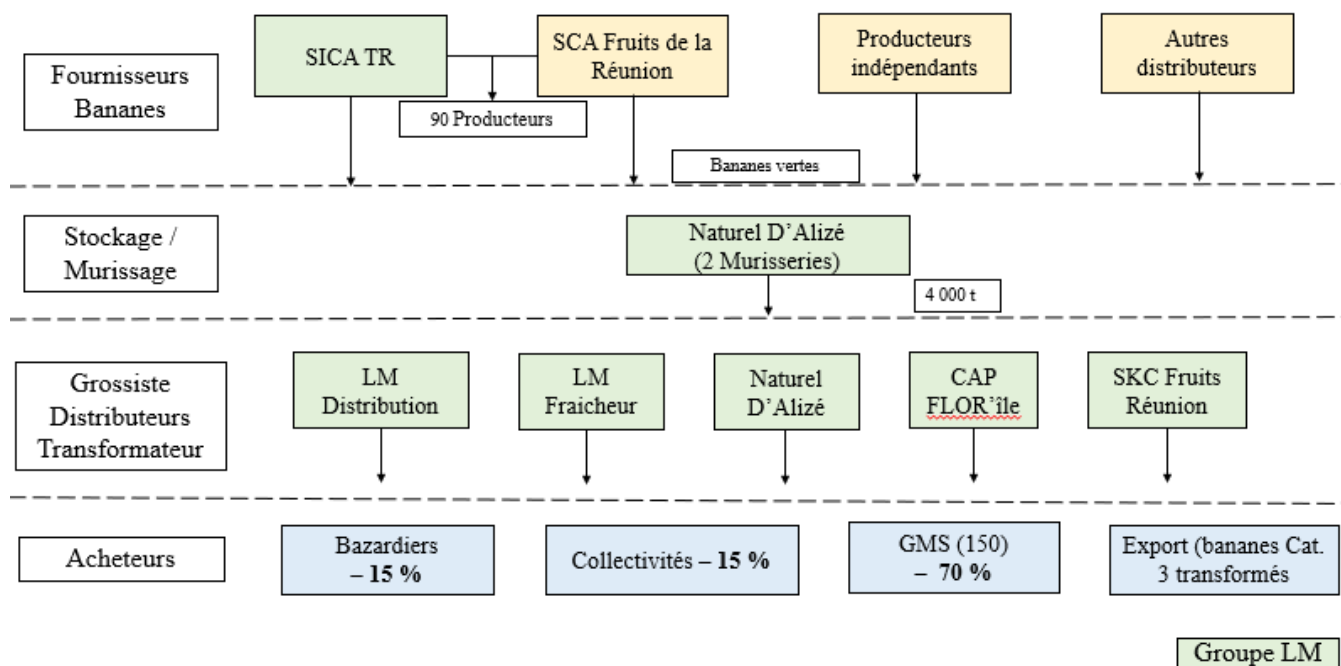 Fournisseurs
Bananes
SICA TR
SCA Fruits de la
Réunion
Producteurs
indépendants
Autres
distributeurs
90 Producteurs
Bananes vertes
Stockage /
Murissage
Naturel D’Alizé
(2 Murisseries)
4 000 t
Grossiste
Distributeurs
Transformateur
LM
Distribution
LM
Fraicheur
Naturel
D’Alizé
CAP
FLOR’île
SKC Fruits
Réunion
Acheteurs
Bazardiers
– 15 %
Collectivités – 15 %
GMS (150)
– 70 %
Export (bananes Cat.
3 transformés
Groupe LM